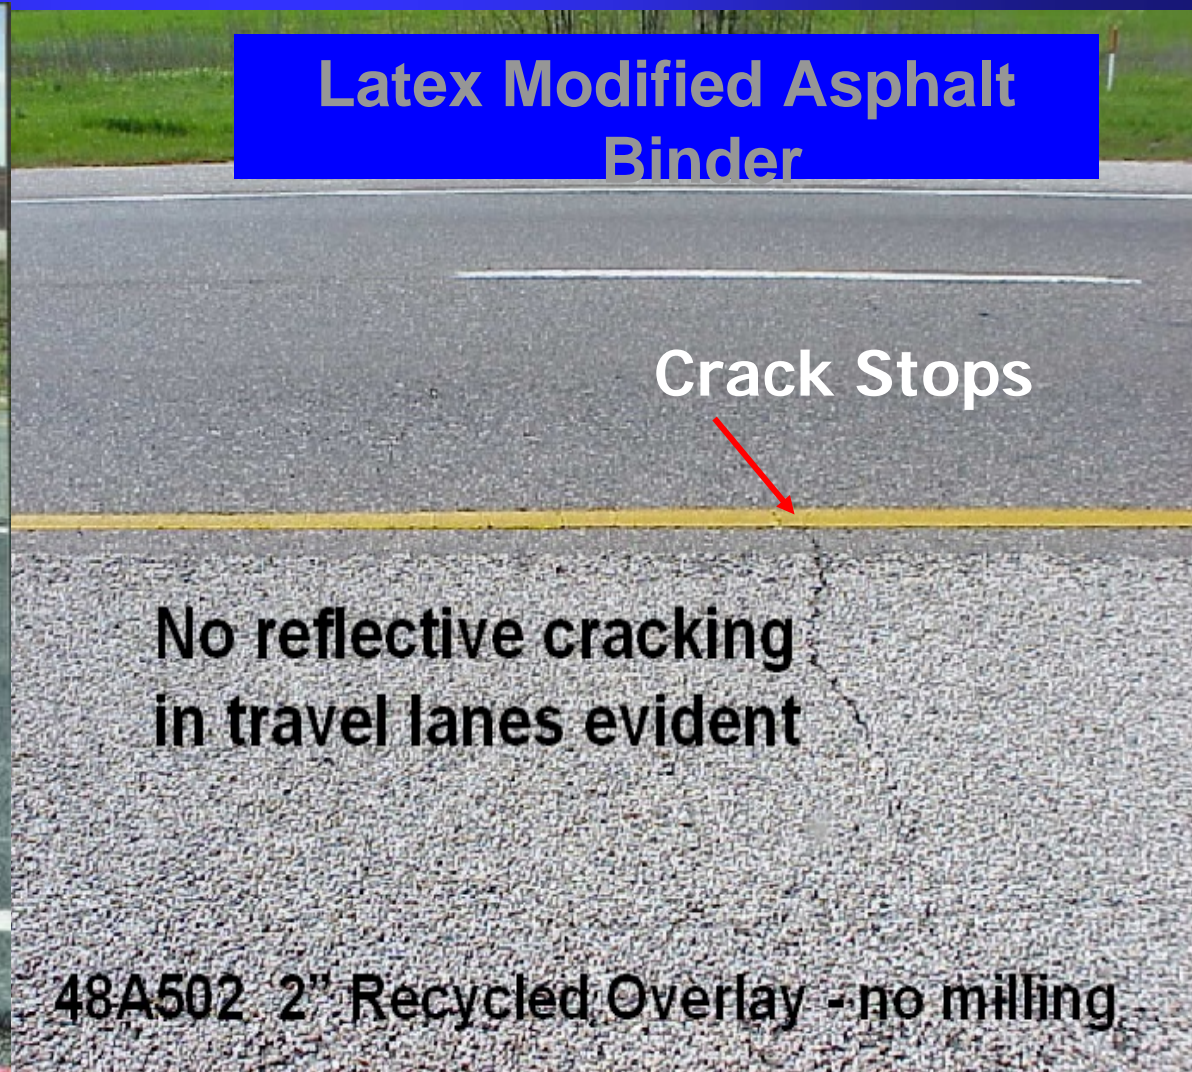 Latex Modified Asphalt
Binder
Crack Stops
No reflective cracking
in travel lanes evident
48A502 2” Recycled Overlay - no milling